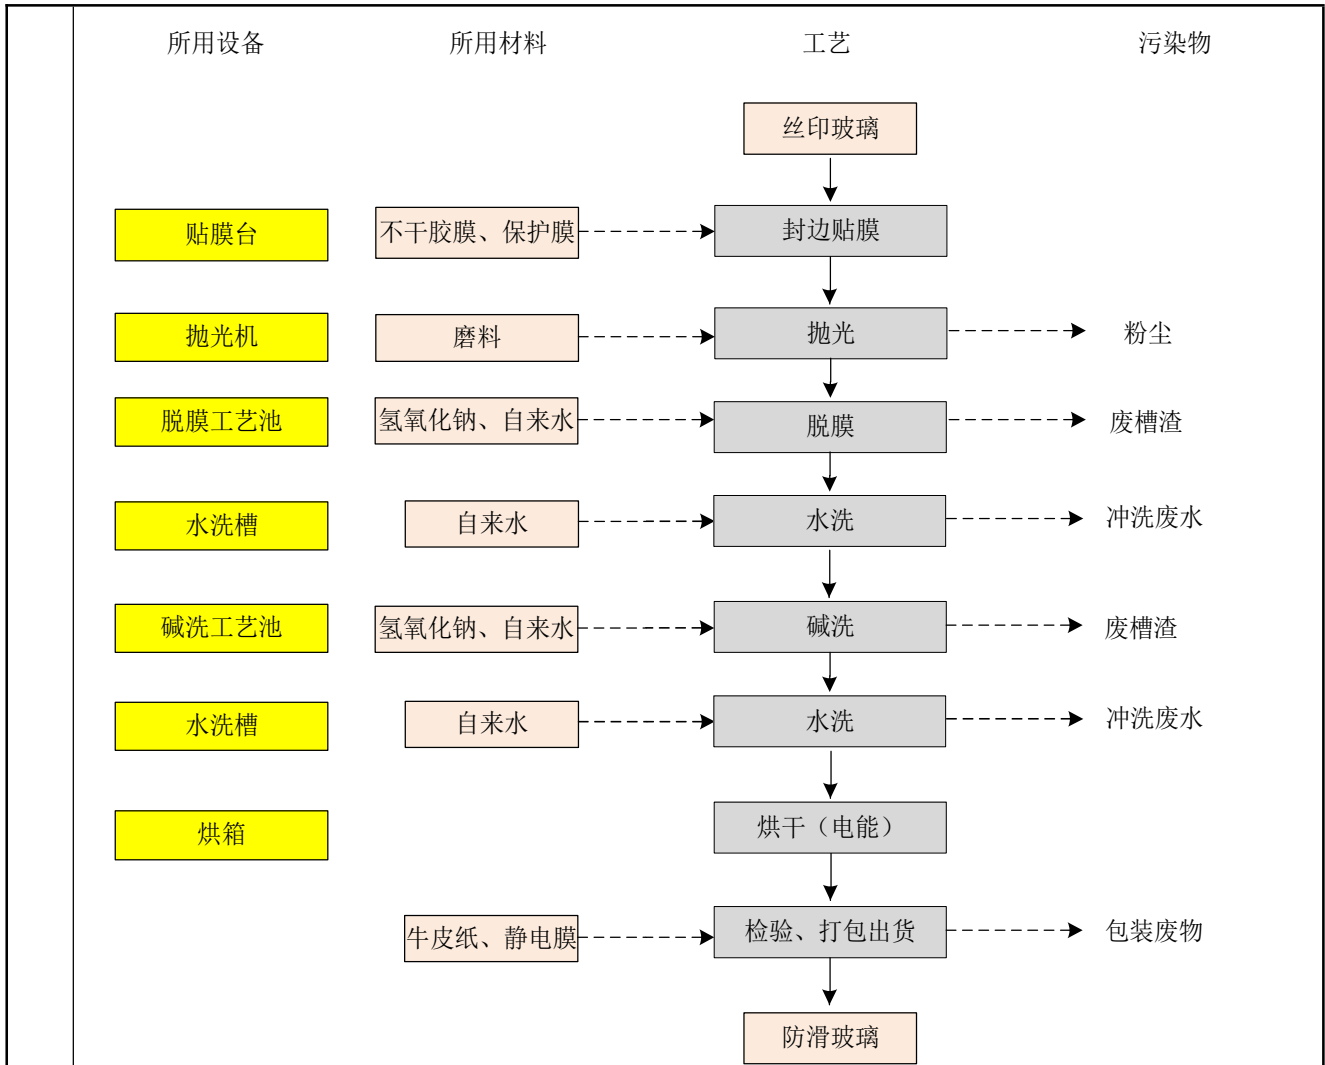 所用设备 所用材料 工艺 污染物
丝印玻璃
贴膜台 不干胶膜、保护膜 封边贴膜
抛光机 磨料 抛光 粉尘
脱膜工艺池 氢氧化钠、自来水 脱膜 废槽渣
水洗槽 自来水 水洗 冲洗废水
碱洗工艺池 氢氧化钠、自来水 碱洗 废槽渣
水洗槽 自来水 水洗 冲洗废水
烘箱 烘干（电能）
牛皮纸、静电膜 检验、打包出货 包装废物
防滑玻璃